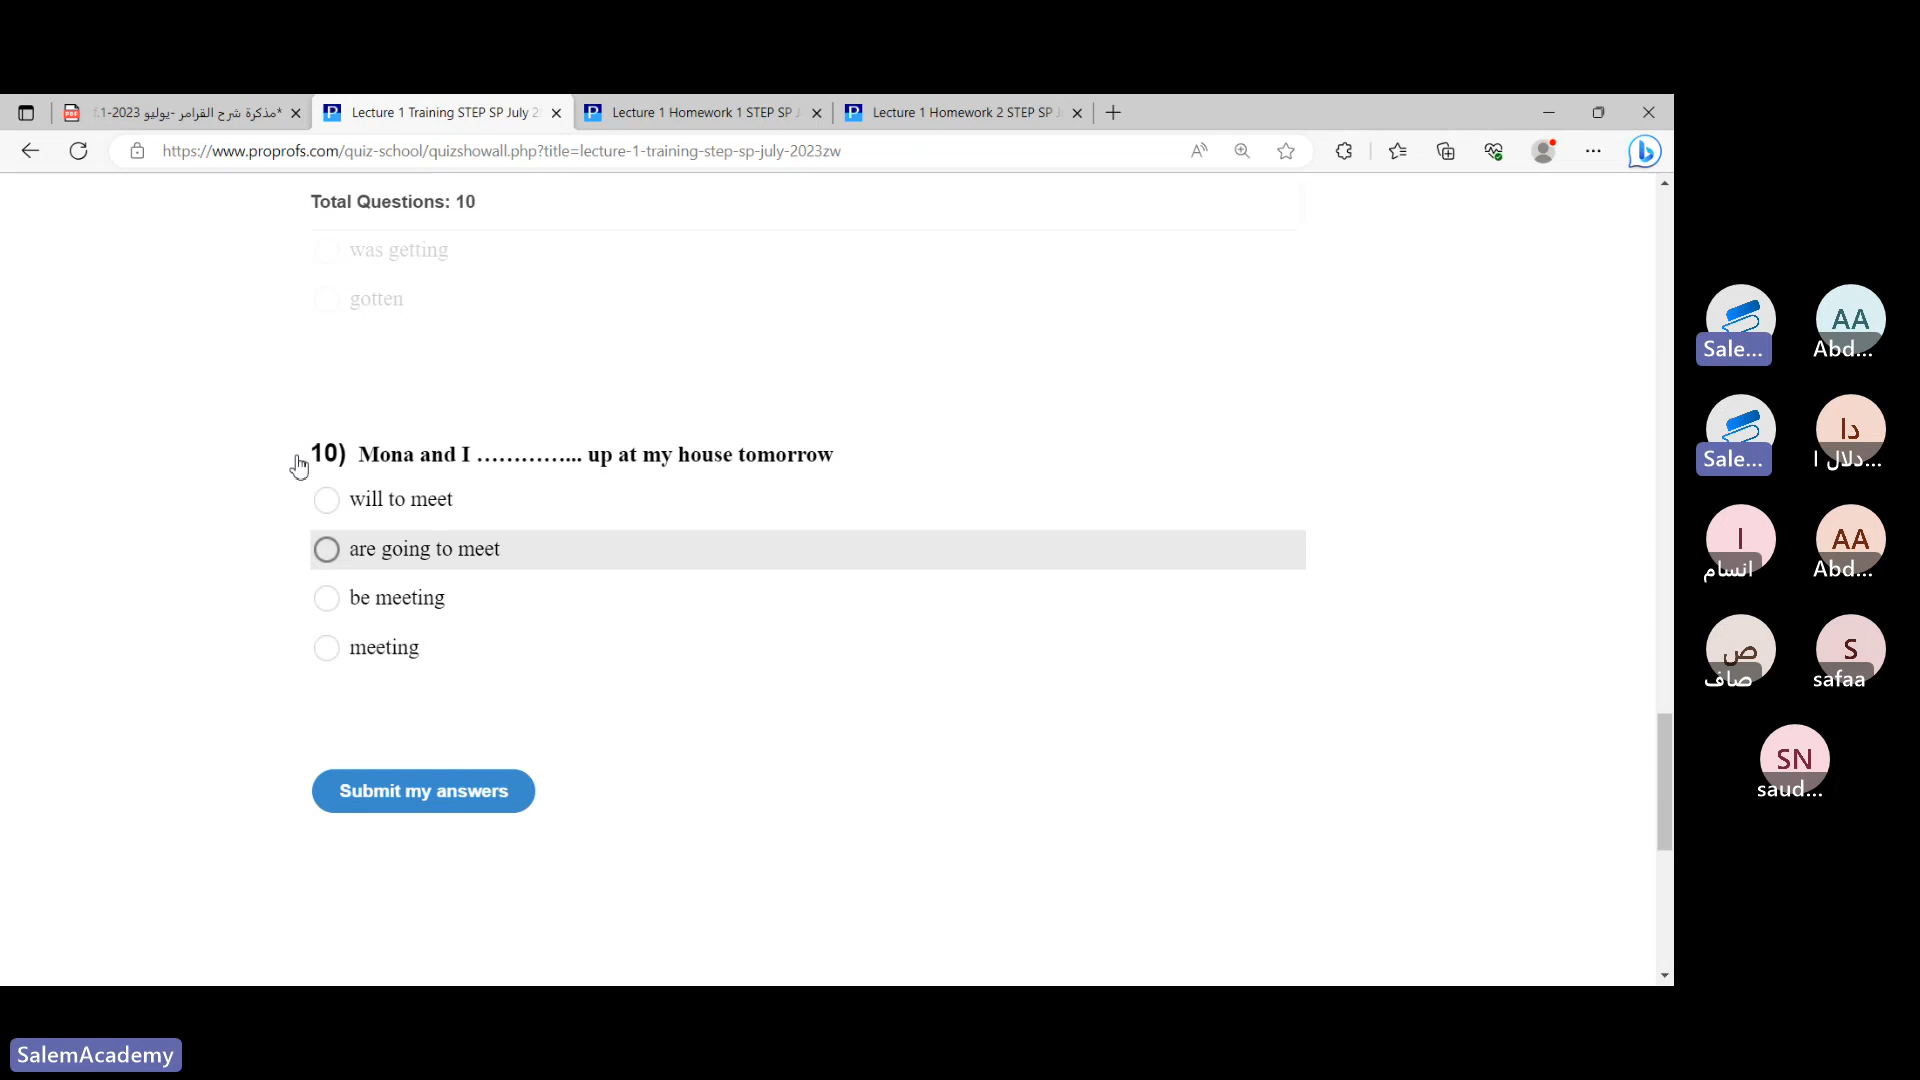 *مذكرة شرح القرامر -يوليو 2023-1.f
Lecture 1 Training STEP SP July 2
Lecture 1 Homework 1 STEP SP J
Lecture 1 Homework 2 STEP SP J
https://www.proprofs.com/quiz-school/quizshowall.php?title=lecture-1-training-step-sp-july-2023zw
Total Questions: 10
was getting
gotten
10) Mona and I ………….... up at my house tomorrow
will to meet
are going to meet
be meeting
meeting
Submit my answers
Sale...
AA
Abd...
Sale...
دا
دلال ا...
ا
انسام
AA
Abd...
ص
صاف
S
safaa
SN
saud...
SalemAcademy